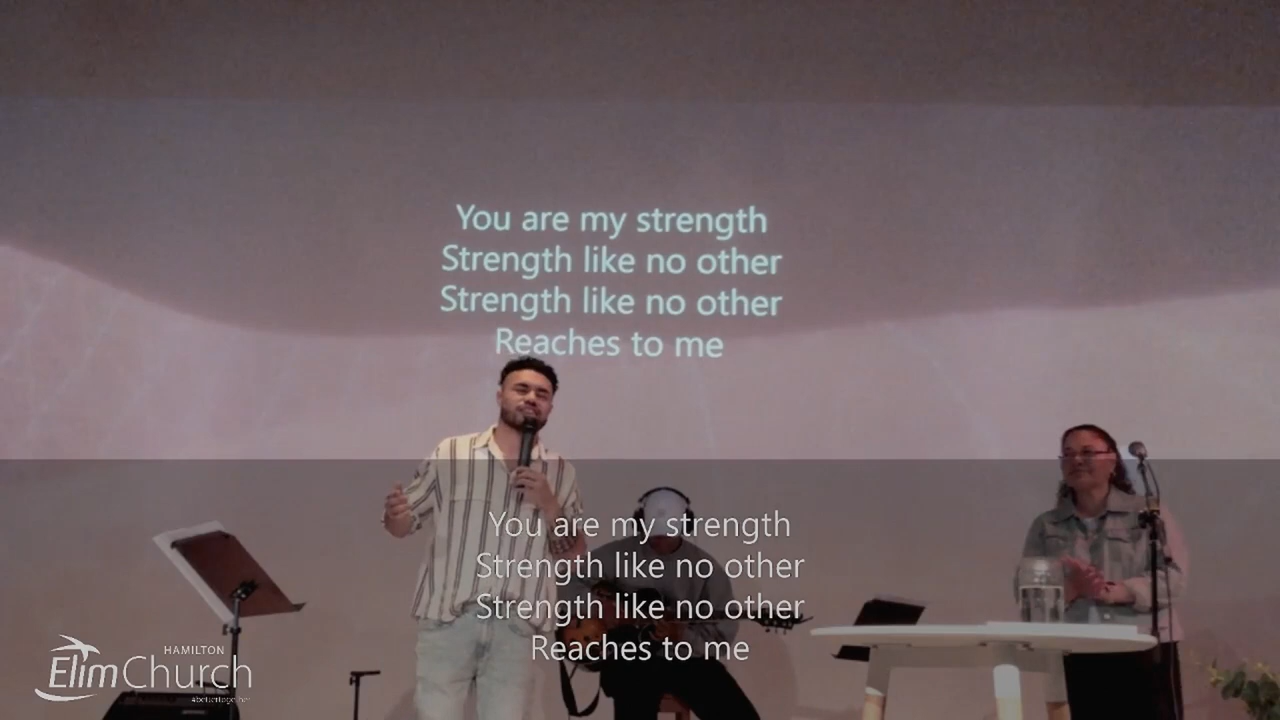 You are my strength
Strength like no other
Strength like no other
Reaches to me
You are my strength
Strength like no other
Strength like no other
Reaches to me
HAMILTON
ElimChurch
#bettertogether